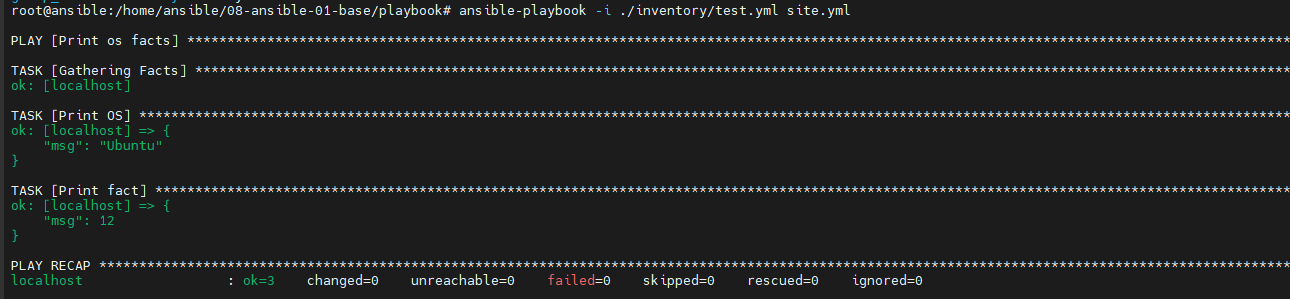 root@ansible:/home/ansible/08-ansible-01-base/playbook# ansible-playbook -i ./inventory/test.yml site.yml
PLAY [Print os facts] ******************************************************************************************************************************************
TASK [Gathering Facts] *****************************************************************************************************************************************
ok: [localhost]
TASK [Print OS] ************************************************************************************************************************************************
ok: [localhost] => {
    "msg": "Ubuntu"
}
TASK [Print fact] **********************************************************************************************************************************************
ok: [localhost] => {
    "msg": 12
}
PLAY RECAP *****************************************************************************************************************************************************
localhost                  : ok=3    changed=0    unreachable=0    failed=0    skipped=0    rescued=0    ignored=0